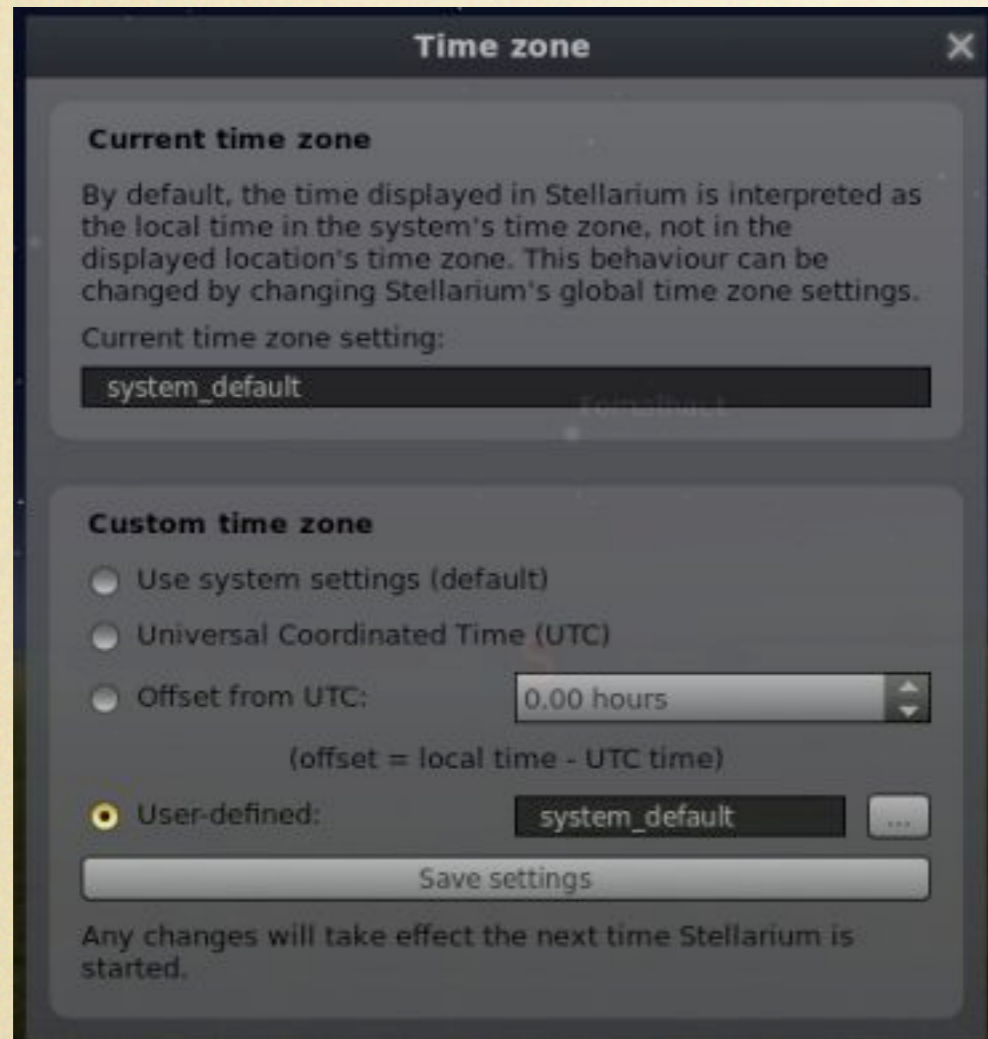 Time zone
Current time zone
By default, the time displayed in Stellarium is interpreted as
the local time in the system's time zone, not in the
displayed location's time zone. This behaviour can be
changed by changing Stellarium's global time zone settings.
Current time zone setting:
system_default
Fomalhaut
Custom time zone
Use system settings (default)
Universal Coordinated Time (UTC)
Offset from UTC: 0.00 hours
(offset = local time - UTC time)
User-defined: system_default ...
Save settings
Any changes will take effect the next time Stellarium is
started.